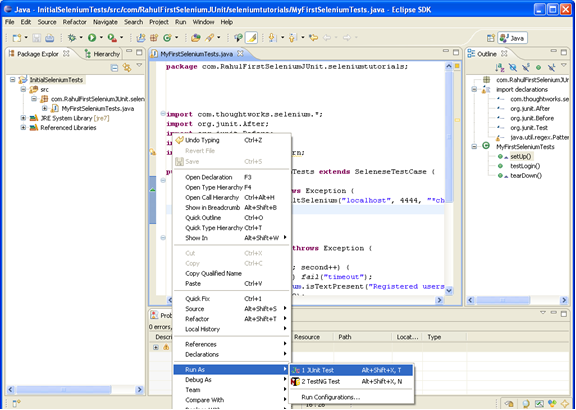 Java - InitialSeleniumTests/src/com/RahulFirstSelenium.JUnit/seleniumtutorials/MyFirstSeleniumTests.java - Eclipse SDK
File Edit Source Refactor Navigate Search Project Run Window Help
Java
Package Explor
Hierarchy
InitialSeleniumTests
src
com.RahulFirstSeleniumJUnit.selen
MyFirstSeleniumTests.java
JRE System Library [jre7]
Referenced Libraries
MyFirstSeleniumTests.java
package com.RahulFirstSeleniumJUnit.seleniumtutorials;
import com.thoughtworks.selenium.*;
import org.junit.After;
import org.junit.Before;
rn;
Tests extends SeleneseTestCase {
ws Exception {
ltSelenium("localhost", 4444, "*ch
throws Exception {
; second++) {
) fail("timeout");
um.isTextPresent("Registered users
Undo Typing Ctrl+Z
Revert File
Save Ctrl+S
Open Declaration F3
Open Type Hierarchy F4
Open Call Hierarchy Ctrl+Alt+H
Show in Breadcrumb Alt+Shift+B
Quick Outline Ctrl+O
Quick Type Hierarchy Ctrl+T
Show In Alt+Shift+W
Cut Ctrl+X
Copy Ctrl+C
Copy Qualified Name
Paste Ctrl+V
Quick Fix Ctrl+1
Source Alt+Shift+S
Refactor Alt+Shift+T
Local History
References
Declarations
Run As
Debug As
Team
Compare With
1 JUnit Test Alt+Shift+X, T
2 TestNG Test Alt+Shift+X, N
Run Configurations...
Outline
com.RahulFirstSeleniumJU
import declarations
com.thoughtworks.sele
org.junit.After
org.junit.Before
org.junit.Test
java.util.regex.Patter
MyFirstSeleniumTests
setUp()
testLogin()
tearDown()
Prob
0 errors,
Descri
Resource Path Locat... Type